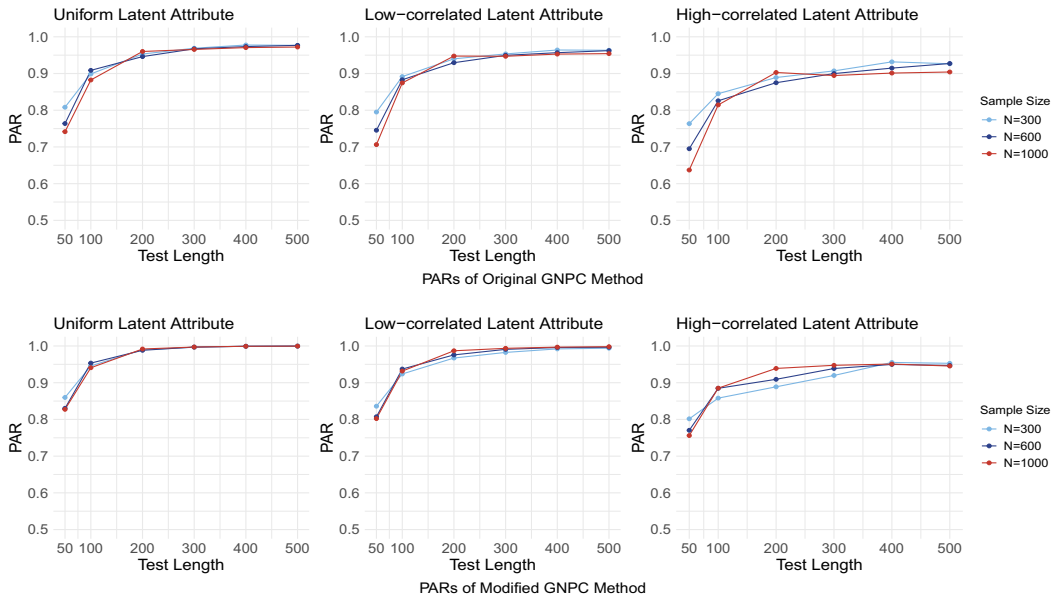 Uniform Latent Attribute
Low−correlated Latent Attribute
High−correlated Latent Attribute
1.0
0.9
0.8
0.7
0.6
0.5
PAR
50 100 200 300 400 500
Test Length
1.0
0.9
0.8
0.7
0.6
0.5
PAR
50 100 200 300 400 500
Test Length
1.0
0.9
0.8
0.7
0.6
0.5
PAR
50 100 200 300 400 500
Test Length
Sample Size
N=300
N=600
N=1000
PARs of Original GNPC Method
Uniform Latent Attribute
Low−correlated Latent Attribute
High−correlated Latent Attribute
1.0
0.9
0.8
0.7
0.6
0.5
PAR
50 100 200 300 400 500
Test Length
1.0
0.9
0.8
0.7
0.6
0.5
PAR
50 100 200 300 400 500
Test Length
1.0
0.9
0.8
0.7
0.6
0.5
PAR
50 100 200 300 400 500
Test Length
Sample Size
N=300
N=600
N=1000
PARs of Modified GNPC Method